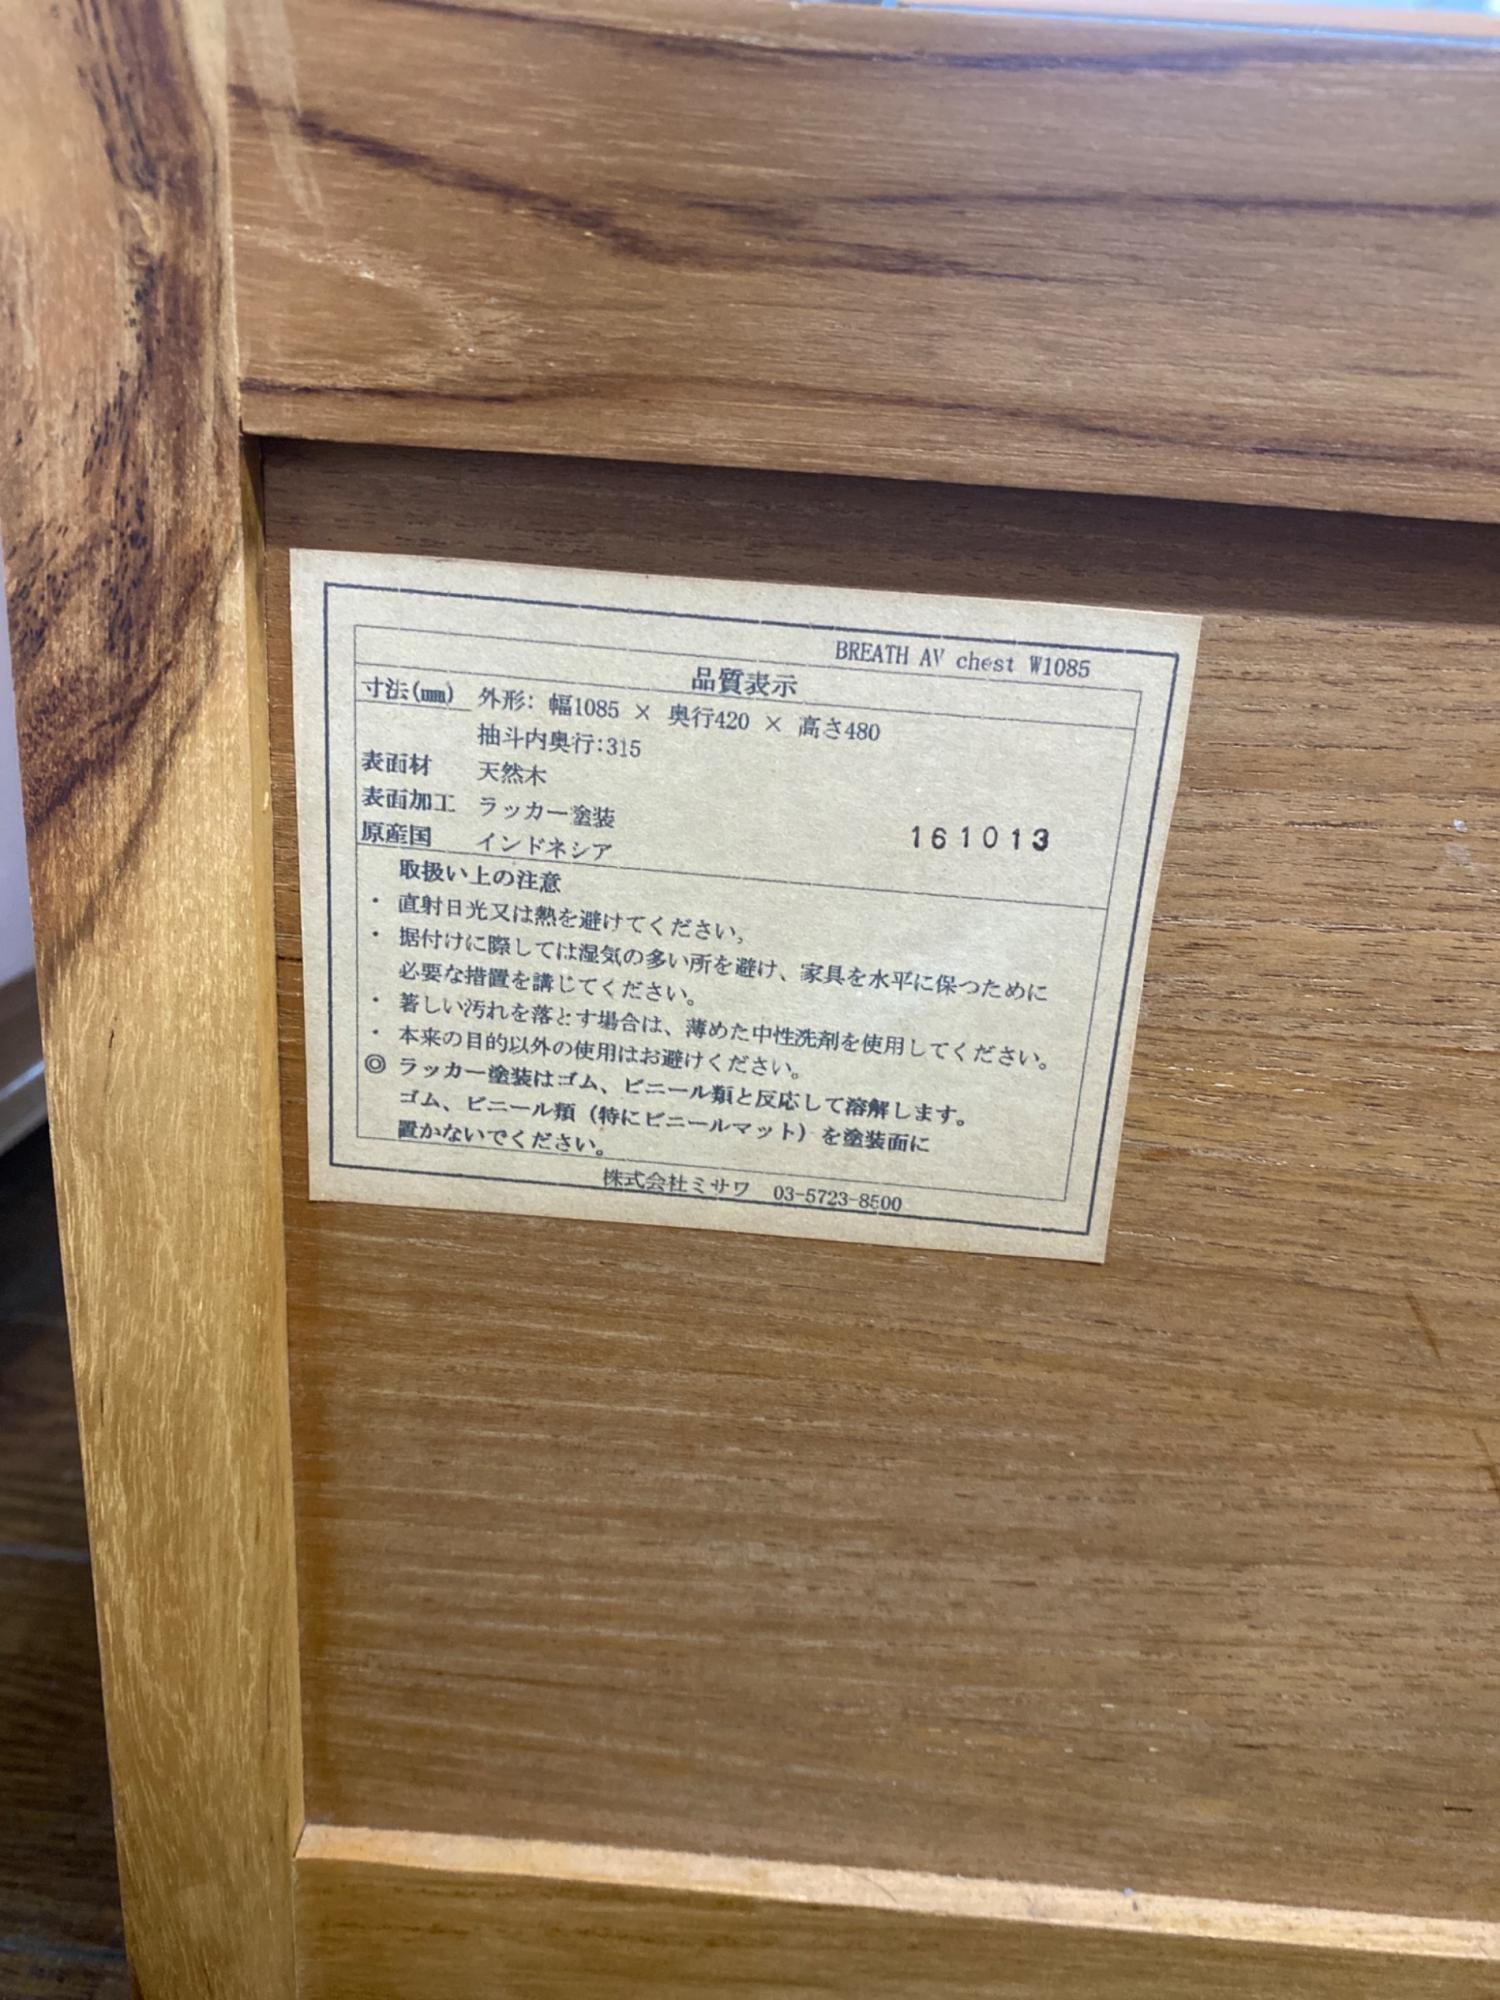 BREATH AV chest W1085
品質表示
寸法(㎜) 外形: 幅1085 × 奥行420 × 高さ480
抽斗内奥行:315
表面材 天然木
表面加工 ラッカー塗装
原産国 インドネシア
161013
取扱い上の注意
・ 直射日光又は熱を避けてください。
・ 据付けに際しては湿気の多い所を避け、家具を水平に保つために
必要な措置を講じてください。
・ 著しい汚れを落とす場合は、薄めた中性洗剤を使用してください。
・ 本来の目的以外の使用はお避けください。
◎ ラッカー塗装はゴム、ビニール類と反応して溶解します。
ゴム、ビニール類（特にビニールマット）を塗装面に
置かないでください。
株式会社ミサワ 03-5723-8500